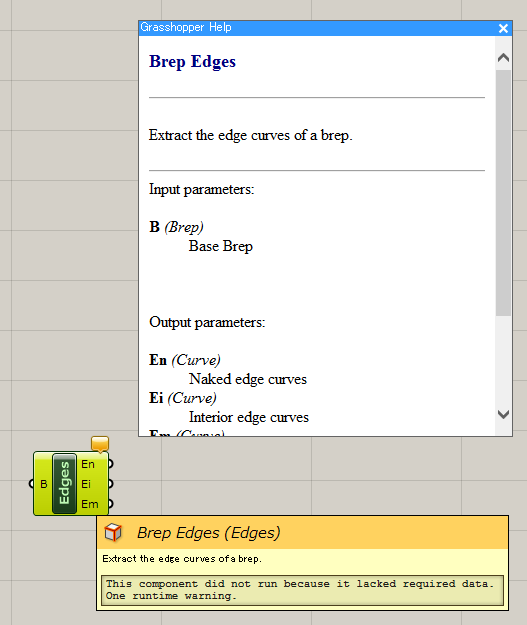 Grasshopper Help
Brep Edges
Extract the edge curves of a brep.
Input parameters:
B (Brep)
Base Brep
Output parameters:
En (Curve)
Naked edge curves
Ei (Curve)
Interior edge curves
Em (Curve)
B
Edges
En
Ei
Em
Brep Edges (Edges)
Extract the edge curves of a brep.
This component did not run because it lacked required data.
One runtime warning.